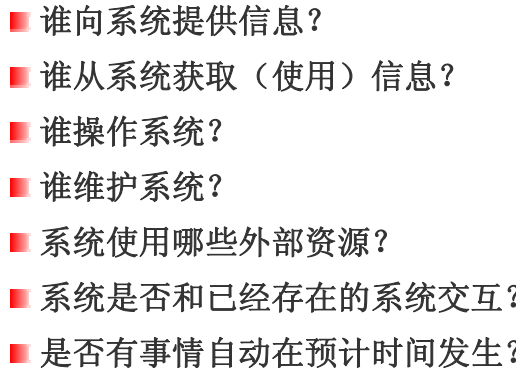 谁向系统提供信息？
谁从系统获取（使用）信息？
谁操作系统？
谁维护系统？
系统使用哪些外部资源？
系统是否和已经存在的系统交互？
是否有事情自动在预计时间发生？